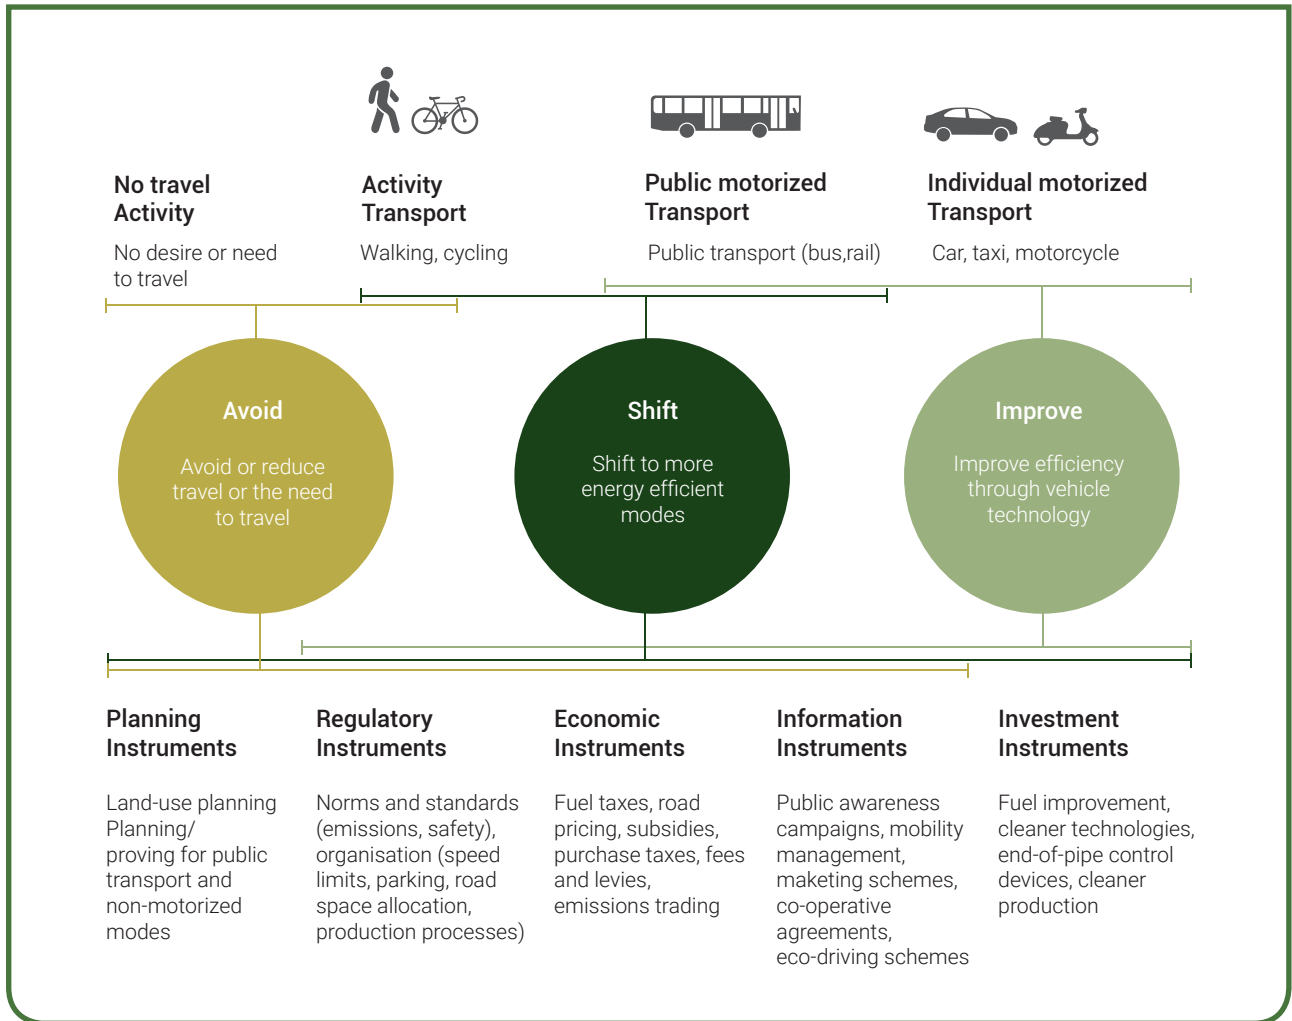 No travel
Activity
No desire or need
to travel
Activity
Transport
Walking, cycling
Public motorized
Transport
Public transport (bus,rail)
Individual motorized
Transport
Car, taxi, motorcycle
Avoid
Avoid or reduce
travel or the need
to travel
Shift
Shift to more
energy efficient
modes
Improve
Improve efficiency
through vehicle
technology
Planning
Instruments
Land-use planning
Planning/
proving for public
transport and
non-motorized
modes
Regulatory
Instruments
Norms and standards
(emissions, safety),
organisation (speed
limits, parking, road
space allocation,
production processes)
Economic
Instruments
Fuel taxes, road
pricing, subsidies,
purchase taxes, fees
and levies,
emissions trading
Information
Instruments
Public awareness
campaigns, mobility
management,
maketing schemes,
co-operative
agreements,
eco-driving schemes
Investment
Instruments
Fuel improvement,
cleaner technologies,
end-of-pipe control
devices, cleaner
production